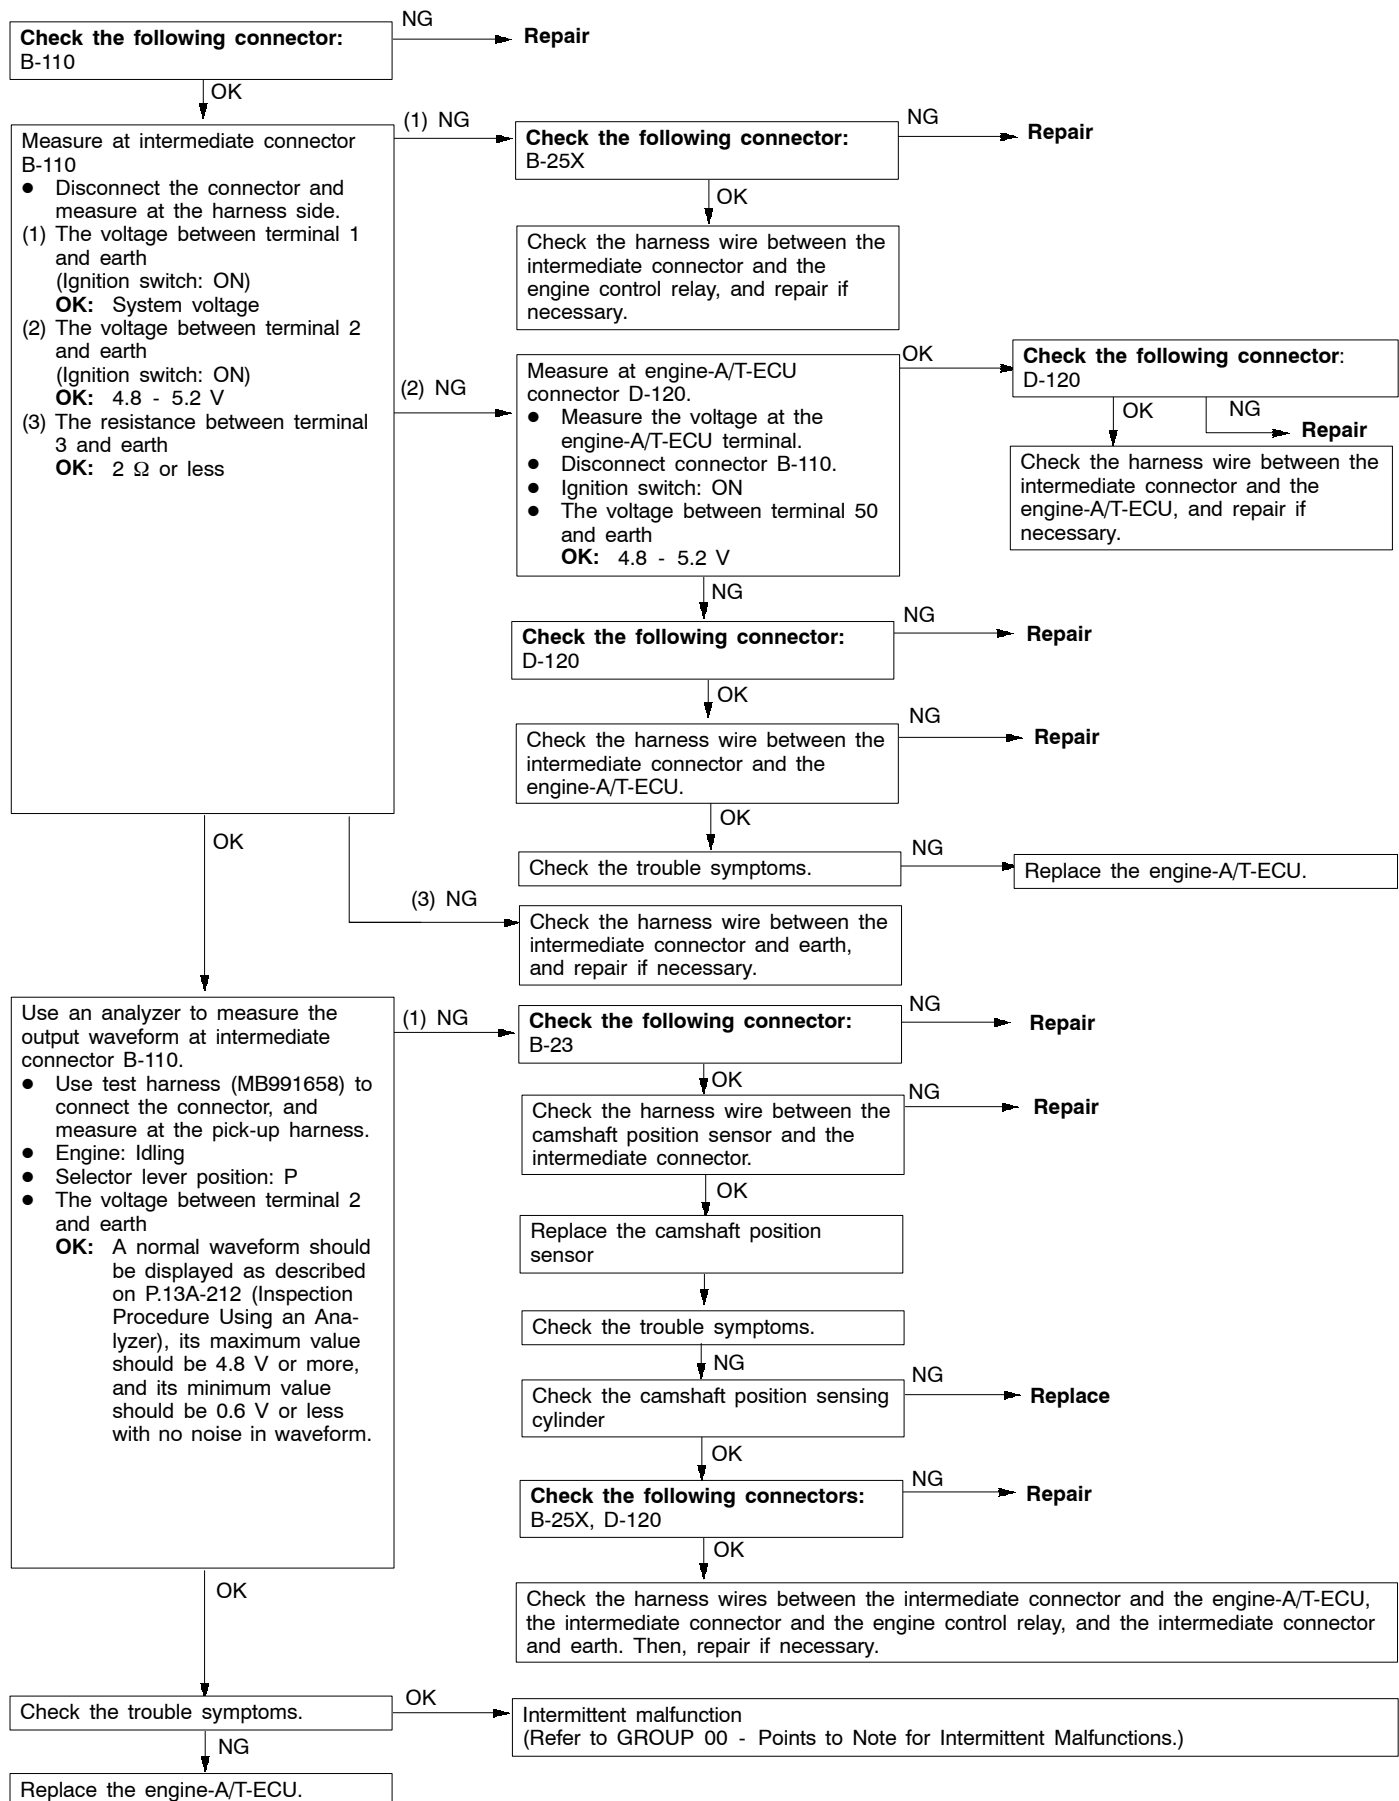 Check the following connector:
B-110
NG
Repair
OK
Measure at intermediate connector
B-110
● Disconnect the connector and
measure at the harness side.
(1) The voltage between terminal 1
and earth
(Ignition switch: ON)
OK: System voltage
(2) The voltage between terminal 2
and earth
(Ignition switch: ON)
OK: 4.8 - 5.2 V
(3) The resistance between terminal
3 and earth
OK: 2 Ω or less
(1) NG
Check the following connector:
B-25X
NG
Repair
OK
Check the harness wire between the
intermediate connector and the
engine control relay, and repair if
necessary.
(2) NG
Measure at engine-A/T-ECU
connector D-120.
● Measure the voltage at the
engine-A/T-ECU terminal.
● Disconnect connector B-110.
● Ignition switch: ON
● The voltage between terminal 50
and earth
OK: 4.8 - 5.2 V
OK
Check the following connector:
D-120
OK
NG
Repair
Check the harness wire between the
intermediate connector and the
engine-A/T-ECU, and repair if
necessary.
NG
Check the following connector:
D-120
NG
Repair
OK
Check the harness wire between the
intermediate connector and the
engine-A/T-ECU.
NG
Repair
OK
Check the trouble symptoms.
NG
Replace the engine-A/T-ECU.
OK
(3) NG
Check the harness wire between the
intermediate connector and earth,
and repair if necessary.
Use an analyzer to measure the
output waveform at intermediate
connector B-110.
● Use test harness (MB991658) to
connect the connector, and
measure at the pick-up harness.
● Engine: Idling
● Selector lever position: P
● The voltage between terminal 2
and earth
OK: A normal waveform should
be displayed as described
on P.13A-212 (Inspection
Procedure Using an Ana-
lyzer), its maximum value
should be 4.8 V or more,
and its minimum value
should be 0.6 V or less
with no noise in waveform.
(1) NG
Check the following connector:
B-23
NG
Repair
OK
Check the harness wire between the
camshaft position sensor and the
intermediate connector.
NG
Repair
OK
Replace the camshaft position
sensor
Check the trouble symptoms.
NG
Check the camshaft position sensing
cylinder
NG
Replace
OK
Check the following connectors:
B-25X, D-120
NG
Repair
OK
Check the harness wires between the intermediate connector and the engine-A/T-ECU,
the intermediate connector and the engine control relay, and the intermediate connector
and earth. Then, repair if necessary.
OK
Check the trouble symptoms.
OK
Intermittent malfunction
(Refer to GROUP 00 - Points to Note for Intermittent Malfunctions.)
NG
Replace the engine-A/T-ECU.